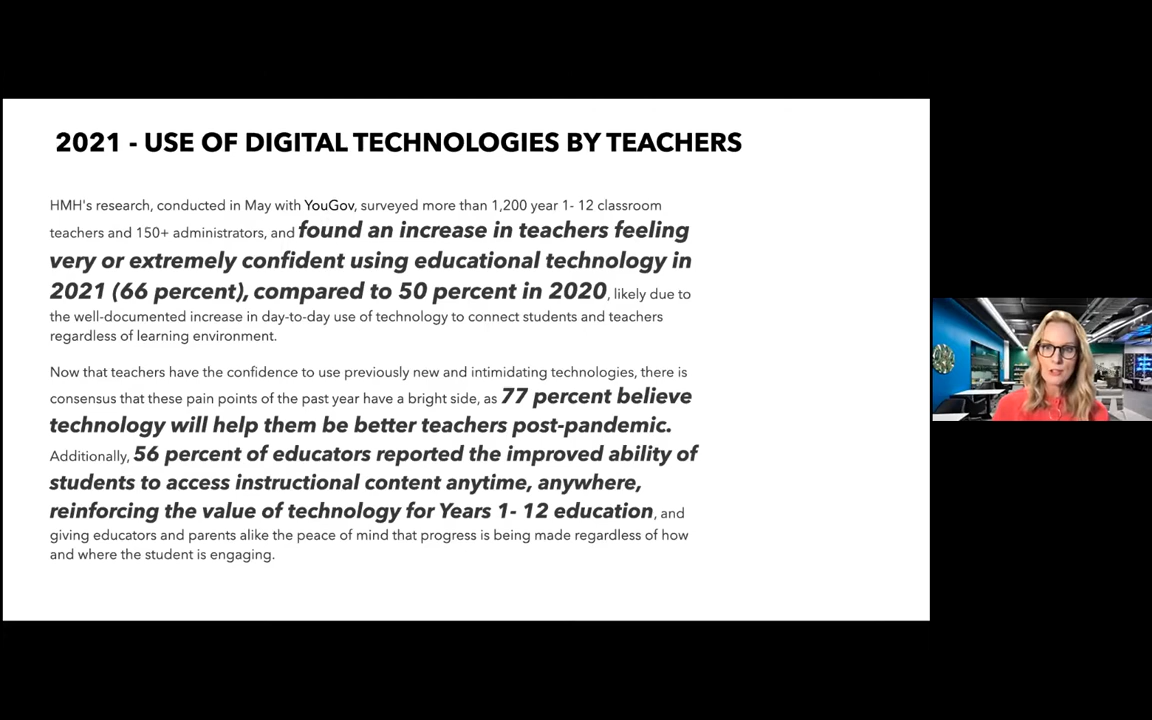 2021 - USE OF DIGITAL TECHNOLOGIES BY TEACHERS
HMH's research, conducted in May with YouGov, surveyed more than 1,200 year 1- 12 classroom
teachers and 150+ administrators, and found an increase in teachers feeling
very or extremely confident using educational technology in
2021 (66 percent), compared to 50 percent in 2020, likely due to
the well-documented increase in day-to-day use of technology to connect students and teachers
regardless of learning environment.
Now that teachers have the confidence to use previously new and intimidating technologies, there is
consensus that these pain points of the past year have a bright side, as 77 percent believe
technology will help them be better teachers post-pandemic.
Additionally, 56 percent of educators reported the improved ability of
students to access instructional content anytime, anywhere,
reinforcing the value of technology for Years 1- 12 education, and
giving educators and parents alike the peace of mind that progress is being made regardless of how
and where the student is engaging.